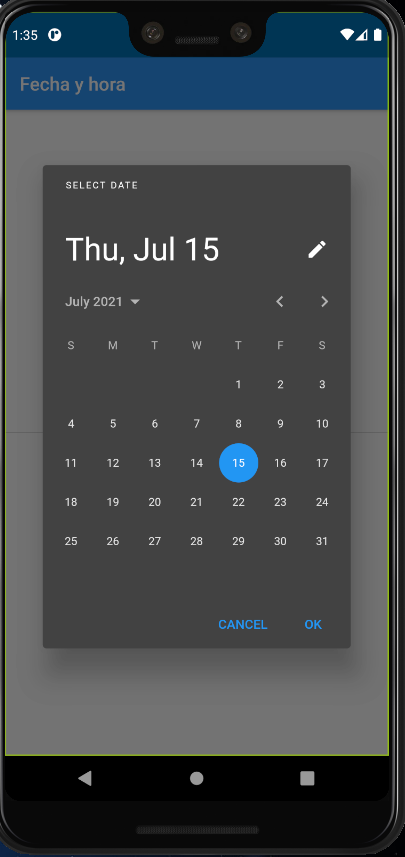 1:35
Fecha y hora
SELECT DATE
Thu, Jul 15
July 2021
S M T W T F S
1 2 3
4 5 6 7 8 9 10
11 12 13 14 15 16 17
18 19 20 21 22 23 24
25 26 27 28 29 30 31
CANCEL OK